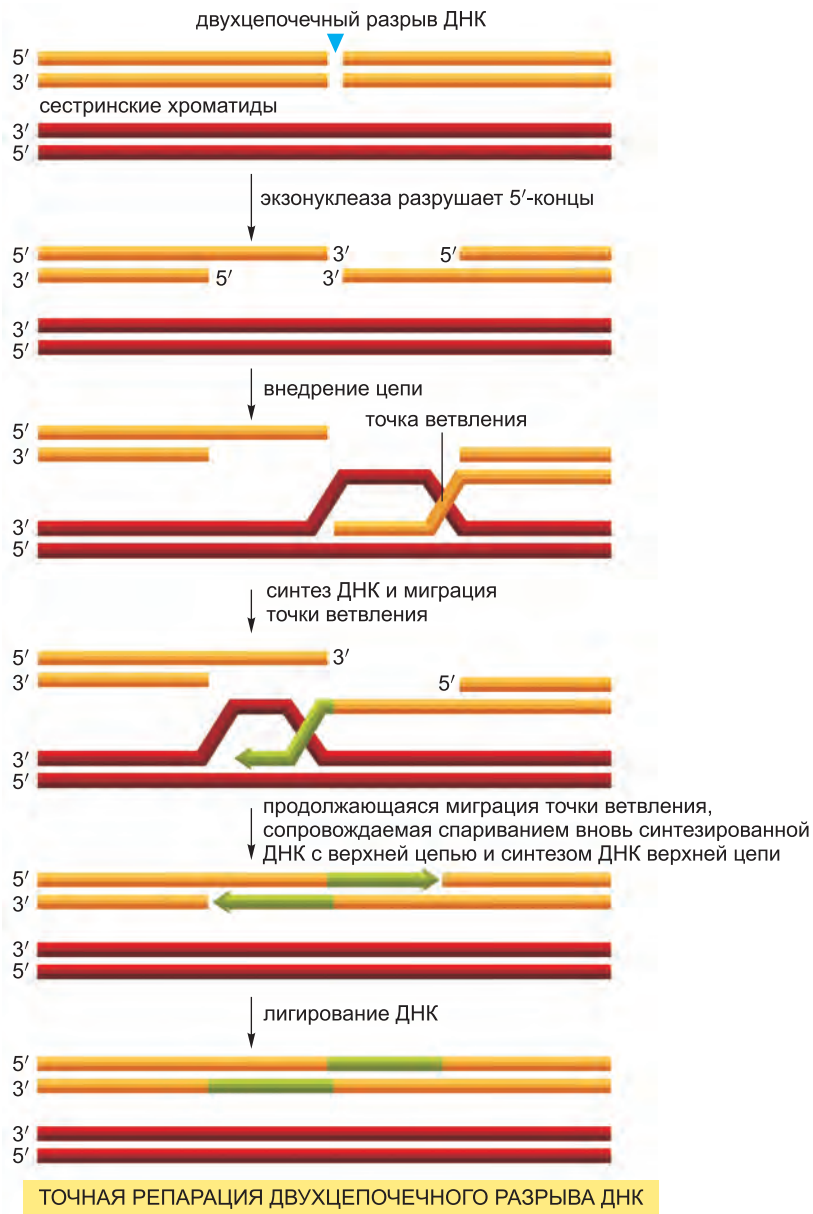 двухцепочечный разрыв ДНК
5′
3′
сестринские хроматиды
3′
5′
экзонуклеаза разрушает 5′-концы
5′ 3′ 5′
3′ 5′ 3′
3′
5′
внедрение цепи
точка ветвления
5′
3′
3′
5′
синтез ДНК и миграция
точки ветвления
5′ 3′
3′ 5′
3′
5′
продолжающаяся миграция точки ветвления,
сопровождаемая спариванием вновь синтезированной
ДНК с верхней цепью и синтезом ДНК верхней цепи
5′
3′
3′
5′
лигирование ДНК
5′
3′
3′
5′
ТОЧНАЯ РЕПАРАЦИЯ ДВУХЦЕПОЧЕЧНОГО РАЗРЫВА ДНК